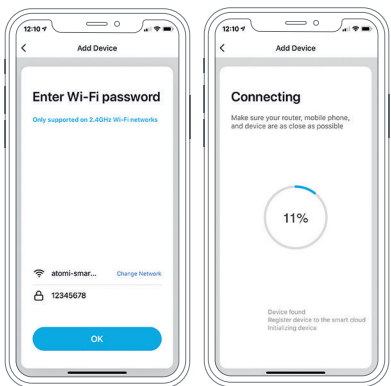 12:10
Add Device
Enter Wi-Fi password
Only supported on 2.4GHz Wi-Fi networks
atomi-smar...
Change Network
12345678
OK
12:10
Add Device
Connecting
Make sure your router, mobile phone,
and device are as close as possible
11%
Device found
Register device to the smart cloud
Initializing device